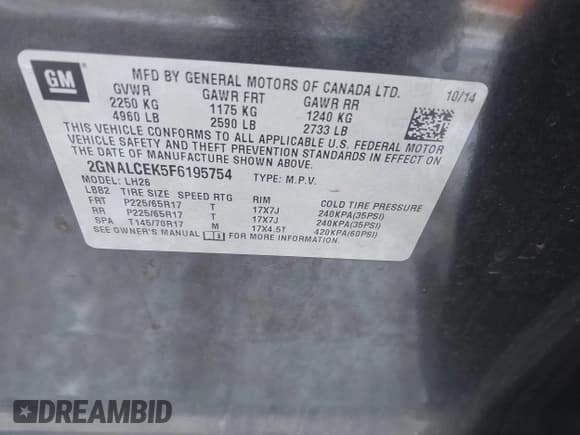 GM
MFD BY GENERAL MOTORS OF CANADA LTD. 10/14
GVWR GAWR FRT GAWR RR
2250 KG 1175 KG 1240 KG
4960 LB 2590 LB 2733 LB
THIS VEHICLE CONFORMS TO ALL APPLICABLE U.S. FEDERAL MOTOR
VEHICLE SAFETY AND THEFT PREVENTION STANDARDS IN EFFECT ON THE
DATE OF MANUFACTURE SHOWN ABOVE.
2GNALCEK5F6195754 TYPE: M.P.V.
MODEL: LH26
LB82 TIRE SIZE SPEED RTG RIM COLD TIRE PRESSURE
FRT P225/65R17 T 17X7J 240KPA(35PSI)
RR P225/65R17 T 17X7J 240KPA(35PSI)
SPA T145/70R17 M 17X4.5T 420KPA(60PSI)
SEE OWNER'S MANUAL FOR MORE INFORMATION
DREAMBID